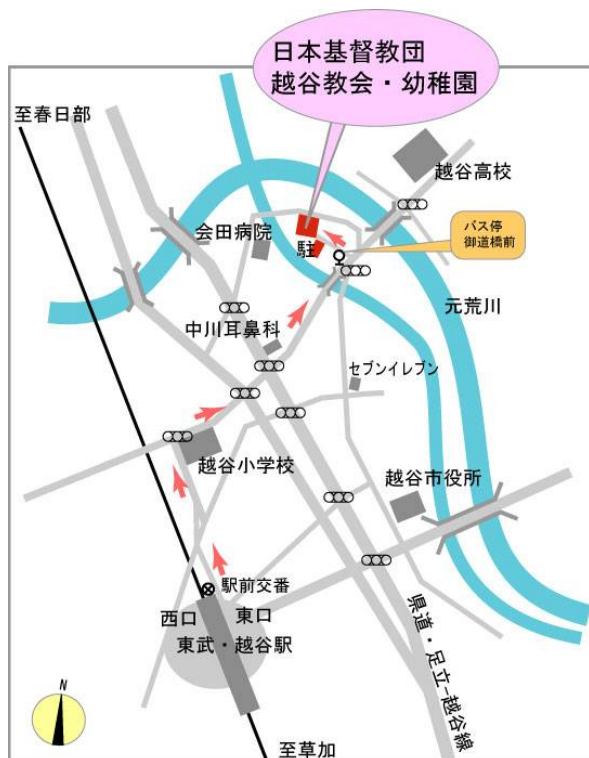 日本基督教団
越谷教会・幼稚園
至春日部
越谷高校
会田病院
バス停
御道橋前
駐
元荒川
中川耳鼻科
セブンイレブン
越谷小学校
越谷市役所
駅前交番
西口
東口
東武・越谷駅
県道・足立-越谷線
N
至草加